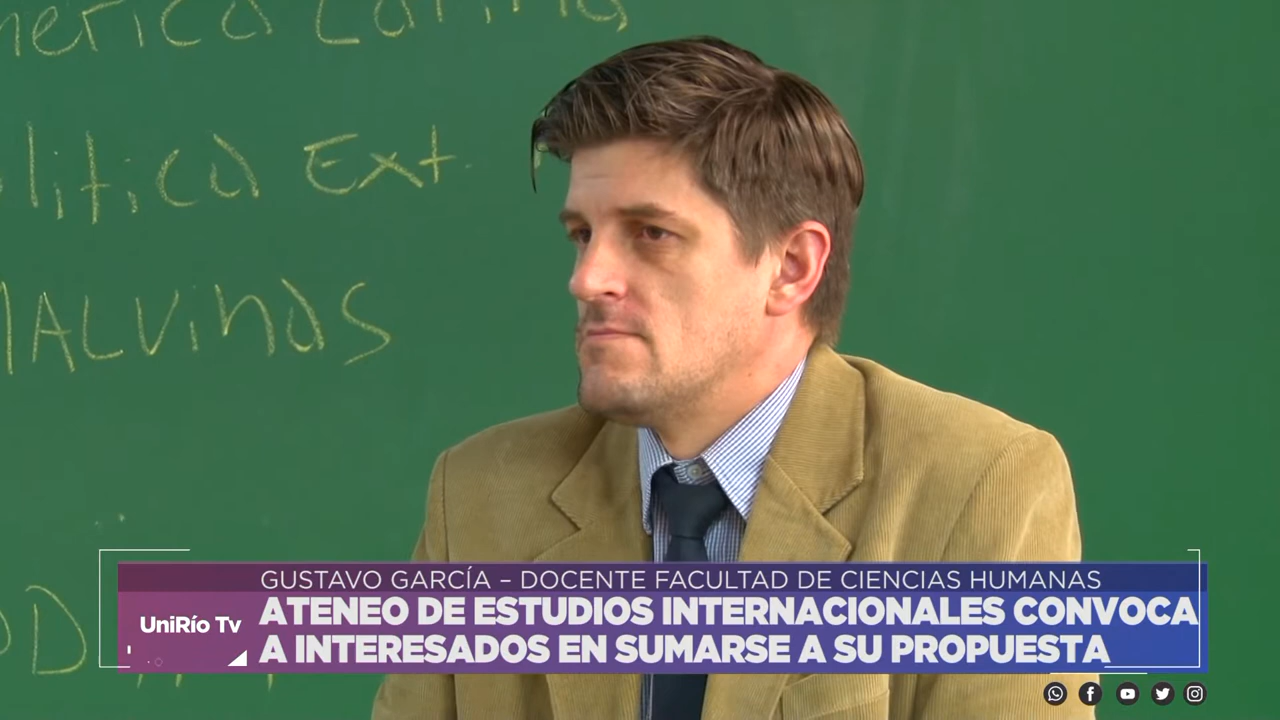 merica Latina
olitica Ext.
MALVINAS
GUSTAVO GARCÍA – DOCENTE FACULTAD DE CIENCIAS HUMANAS
UniRío Tv
ATENEO DE ESTUDIOS INTERNACIONALES CONVOCA
A INTERESADOS EN SUMARSE A SU PROPUESTA